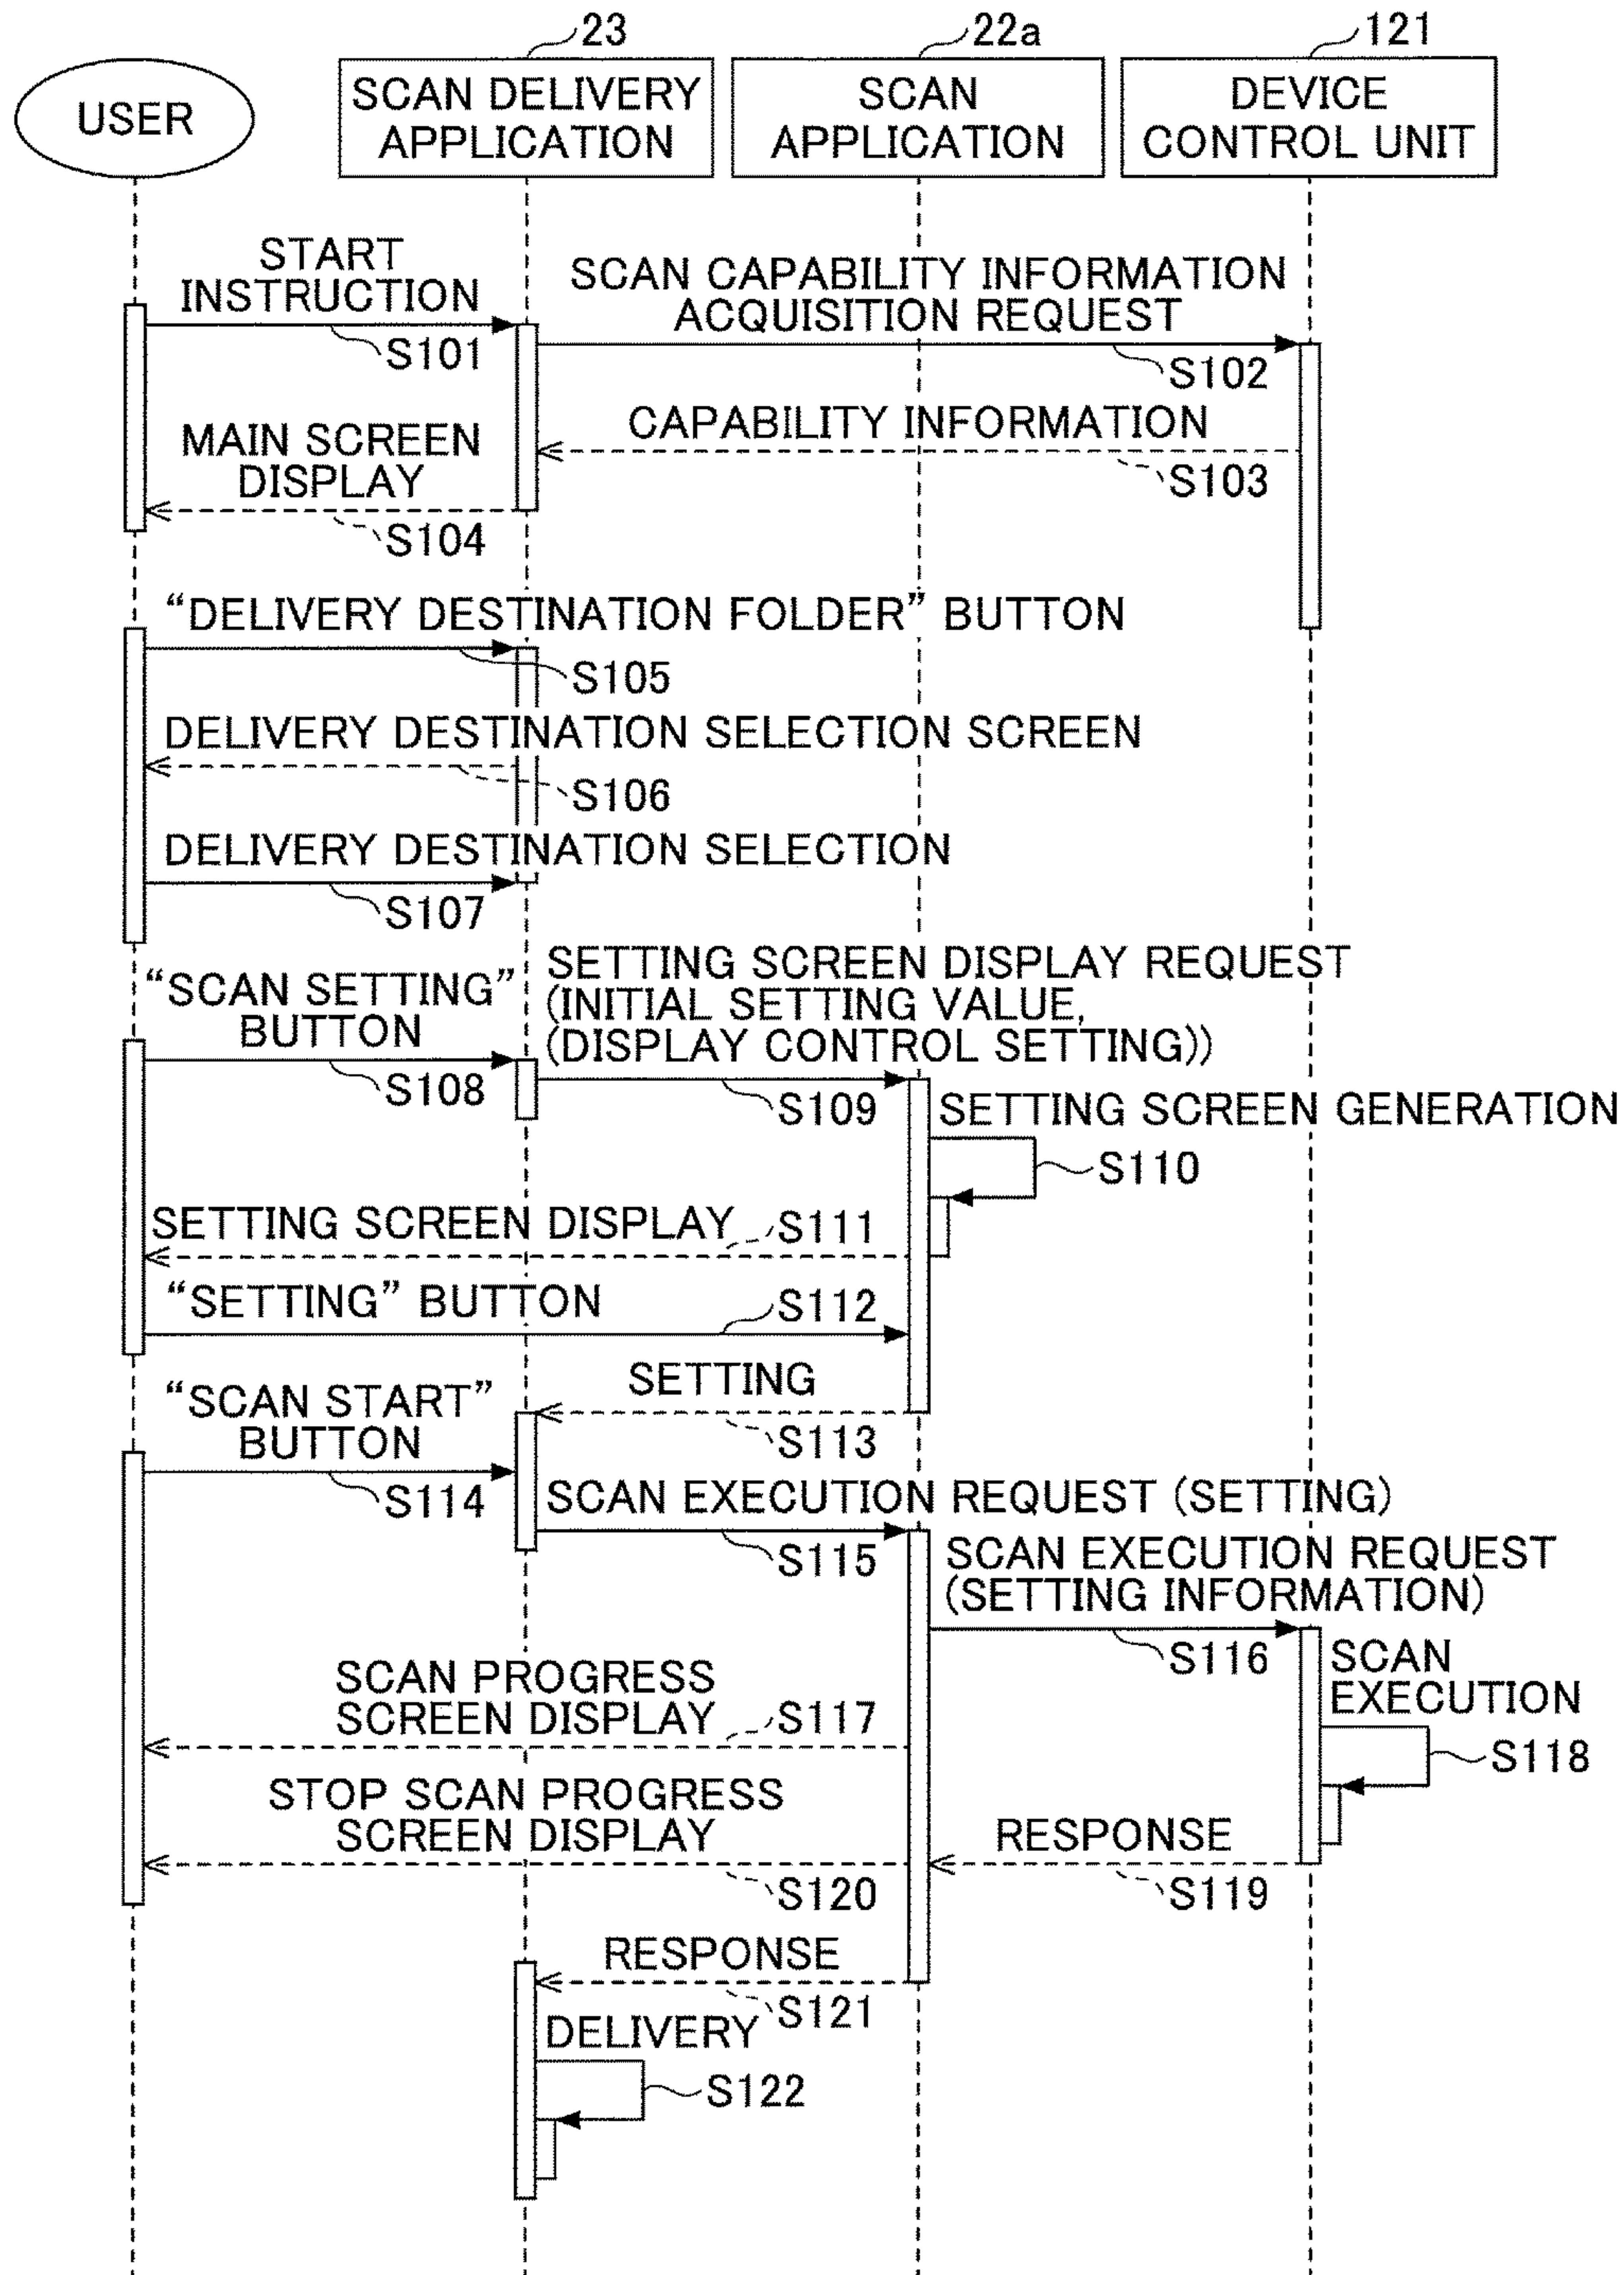 23
22a
121
USER
SCAN DELIVERY
APPLICATION
SCAN
APPLICATION
DEVICE
CONTROL UNIT
START
INSTRUCTION
S101
SCAN CAPABILITY INFORMATION
ACQUISITION REQUEST
S102
CAPABILITY INFORMATION
S103
MAIN SCREEN
DISPLAY
S104
“DELIVERY DESTINATION FOLDER” BUTTON
S105
DELIVERY DESTINATION SELECTION SCREEN
S106
DELIVERY DESTINATION SELECTION
S107
“SCAN SETTING”
BUTTON
S108
SETTING SCREEN DISPLAY REQUEST
(INITIAL SETTING VALUE,
(DISPLAY CONTROL SETTING))
S109
SETTING SCREEN GENERATION
S110
SETTING SCREEN DISPLAY
S111
“SETTING” BUTTON
S112
SETTING
S113
“SCAN START”
BUTTON
S114
SCAN EXECUTION REQUEST (SETTING)
S115
SCAN EXECUTION REQUEST
(SETTING INFORMATION)
S116
SCAN PROGRESS
SCREEN DISPLAY
S117
SCAN
EXECUTION
S118
STOP SCAN PROGRESS
SCREEN DISPLAY
S120
RESPONSE
S119
RESPONSE
S121
DELIVERY
S122